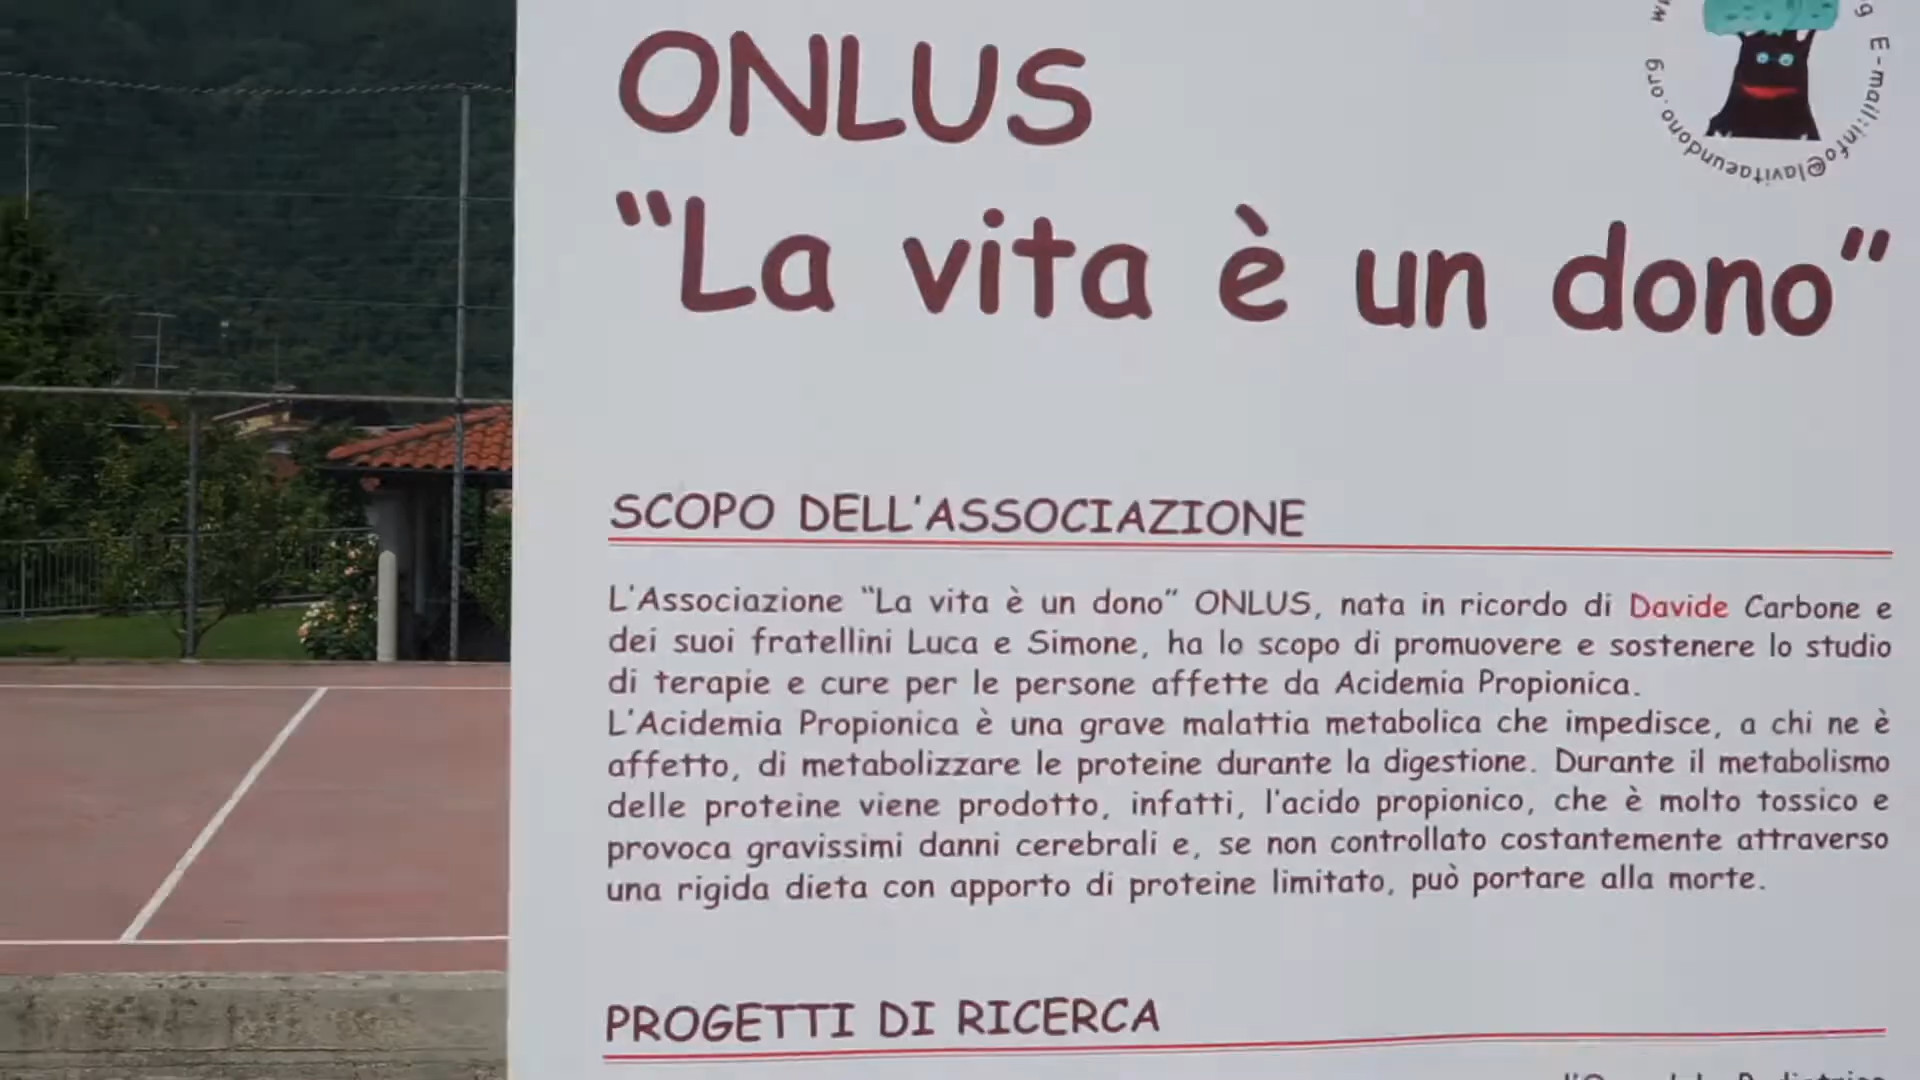 ONLUS
"La vita è un dono"
E-mail:info@lavitaeundono.org
SCOPO DELL'ASSOCIAZIONE
L'Associazione "La vita è un dono" ONLUS, nata in ricordo di Davide Carbone e
dei suoi fratellini Luca e Simone, ha lo scopo di promuovere e sostenere lo studio
di terapie e cure per le persone affette da Acidemia Propionica.
L'Acidemia Propionica è una grave malattia metabolica che impedisce, a chi ne è
affetto, di metabolizzare le proteine durante la digestione. Durante il metabolismo
delle proteine viene prodotto, infatti, l'acido propionico, che è molto tossico e
provoca gravissimi danni cerebrali e, se non controllato costantemente attraverso
una rigida dieta con apporto di proteine limitato, può portare alla morte.
PROGETTI DI RICERCA